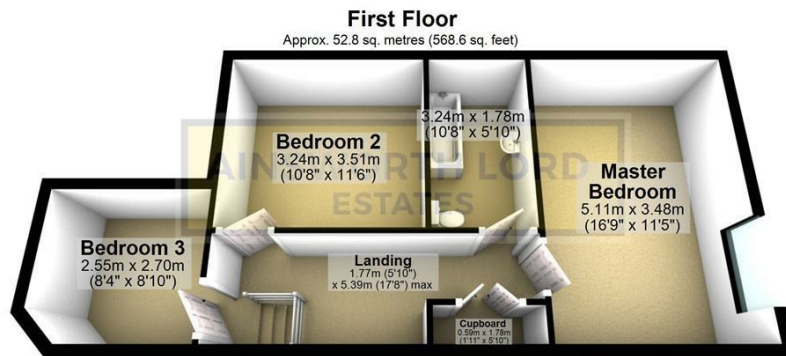 First Floor
Approx. 52.8 sq. metres (568.6 sq. feet)
3.24m x 1.78m
(10'8" x 5'10")
Bedroom 2
3.24m x 3.51m
(10'8" x 11'6")
Master
Bedroom
5.11m x 3.48m
(16'9" x 11'5")
AINSWORTH LORD
ESTATES
Bedroom 3
2.55m x 2.70m
(8'4" x 8'10")
Landing
1.77m (5'10")
x 5.39m (17'8") max
Cupboard
0.59m x 1.78m
(1'11" x 5'10")